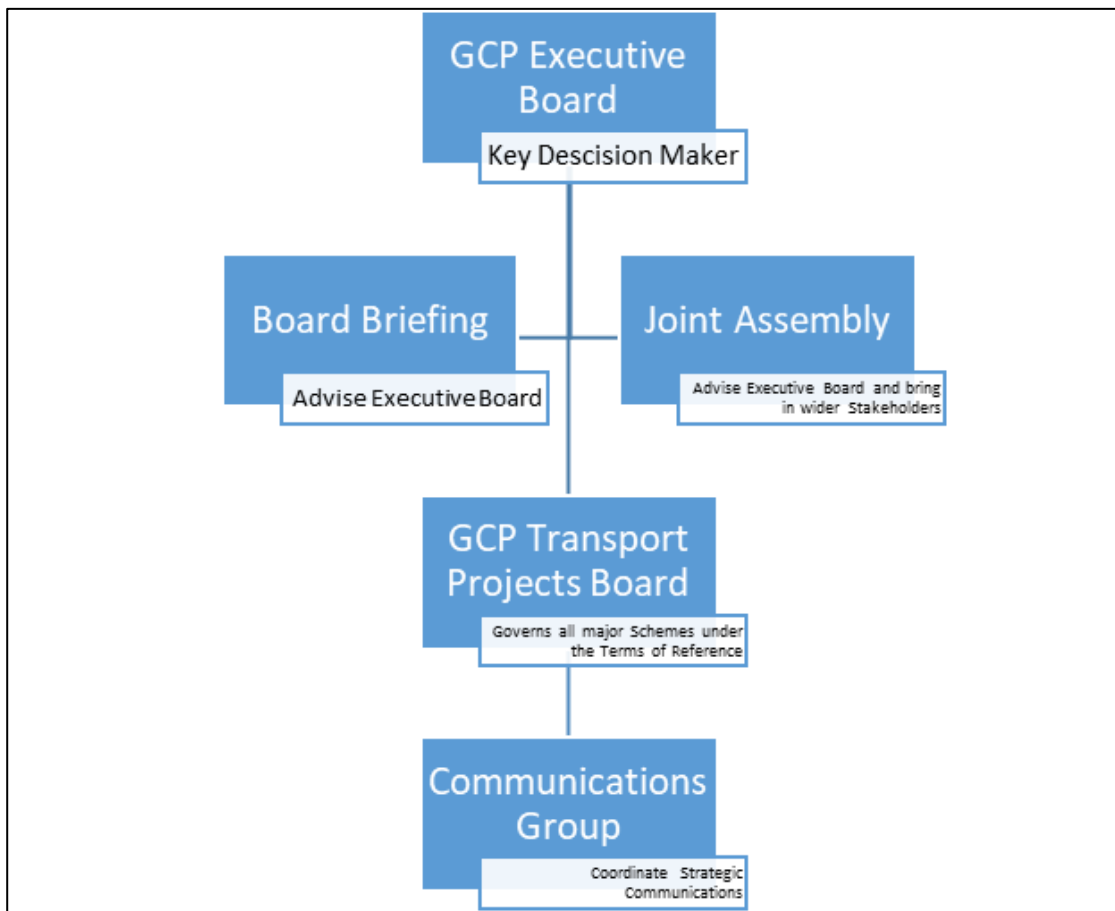 GCP Executive
Board
Key Descision Maker
Board Briefing
Advise Executive Board
Joint Assembly
Advise Executive Board and bring
in wider Stakeholders
GCP Transport
Projects Board
Governs all major Schemes under
the Terms of Reference
Communications
Group
Coordinate Strategic
Communications